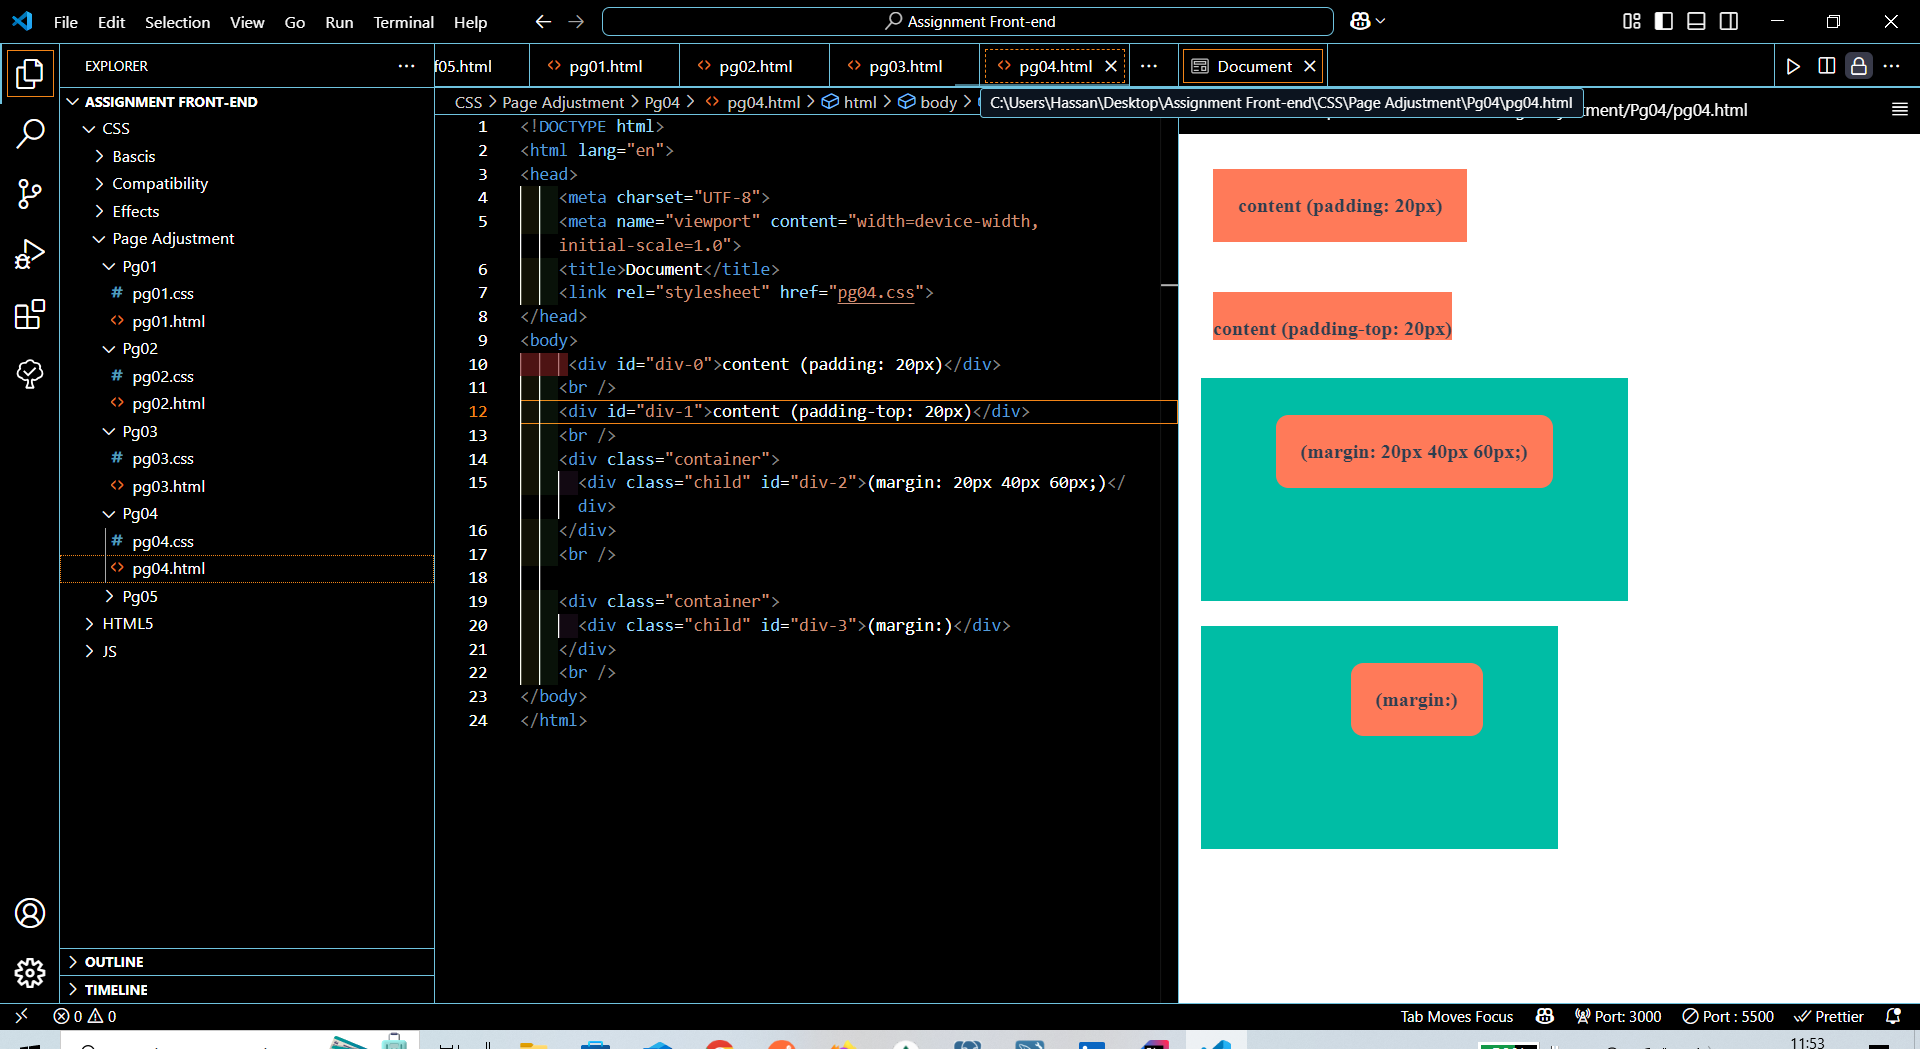 File Edit Selection View Go Run Terminal Help
Assignment Front-end
EXPLORER
f05.html pg01.html pg02.html pg03.html pg04.html
Document
CSS > Page Adjustment > Pg04 > pg04.html > html > body >
C:\Users\Hassan\Desktop\Assignment Front-end\CSS\Page Adjustment\Pg04\pg04.html
ment/Pg04/pg04.html
ASSIGNMENT FRONT-END
CSS
Bascis
Compatibility
Effects
Page Adjustment
Pg01
# pg01.css
<> pg01.html
Pg02
# pg02.css
<> pg02.html
Pg03
# pg03.css
<> pg03.html
Pg04
# pg04.css
<> pg04.html
Pg05
HTML5
JS
OUTLINE
TIMELINE
1 <!DOCTYPE html>
2 <html lang="en">
3 <head>
4 <meta charset="UTF-8">
5 <meta name="viewport" content="width=device-width,
initial-scale=1.0">
6 <title>Document</title>
7 <link rel="stylesheet" href="pg04.css">
8 </head>
9 <body>
10 <div id="div-0">content (padding: 20px)</div>
11 <br />
12 <div id="div-1">content (padding-top: 20px)</div>
13 <br />
14 <div class="container">
15 <div class="child" id="div-2">(margin: 20px 40px 60px;)</
div>
16 </div>
17 <br />
18
19 <div class="container">
20 <div class="child" id="div-3">(margin:)</div>
21 </div>
22 <br />
23 </body>
24 </html>
content (padding: 20px)
content (padding-top: 20px)
(margin: 20px 40px 60px;)
(margin:)
0 0
Tab Moves Focus Port: 3000 Port : 5500 Prettier
11:53